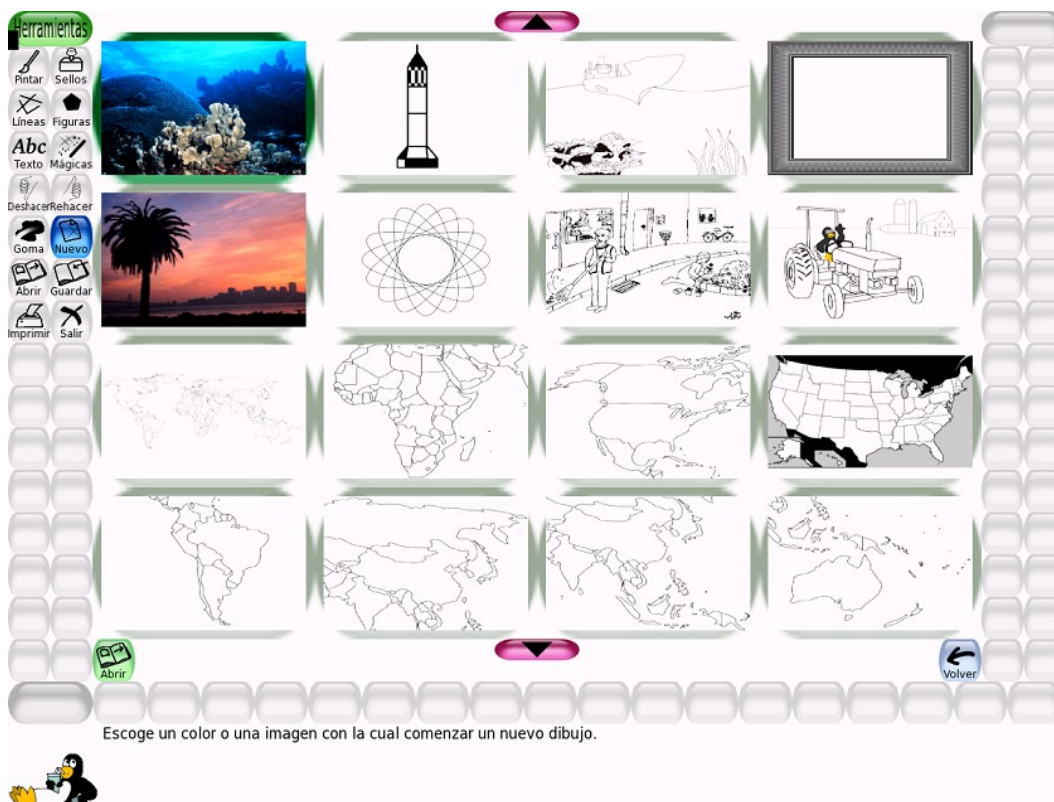 Herramientas
Pintar Sellos
Líneas Figuras
Abc
Texto Mágicas
Deshacer Rehacer
Goma Nuevo
Abrir Guardar
Imprimir Salir
Abrir
Volver
Escoge un color o una imagen con la cual comenzar un nuevo dibujo.